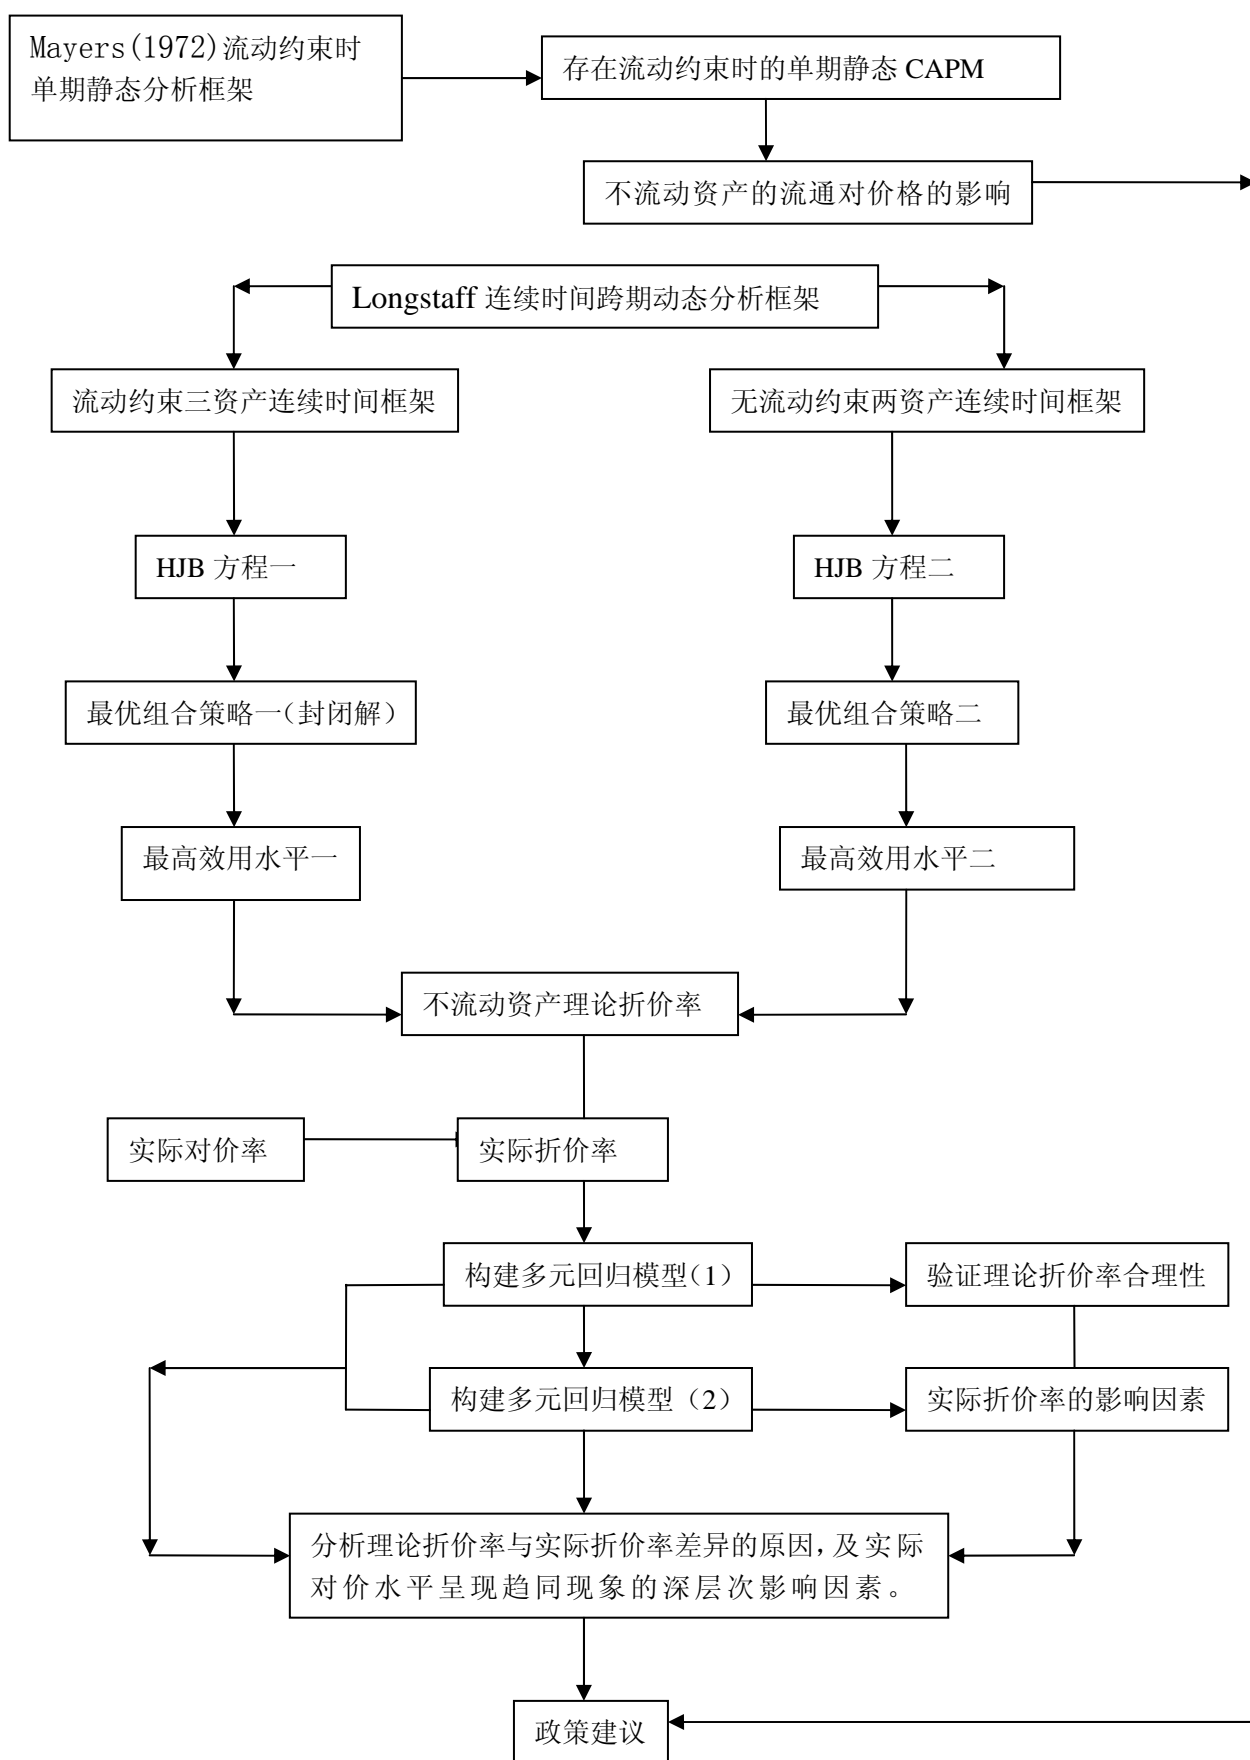 Mayers(1972)流动约束时
单期静态分析框架
存在流动约束时的单期静态 CAPM
不流动资产的流通对价格的影响
Longstaff 连续时间跨期动态分析框架
流动约束三资产连续时间框架
无流动约束两资产连续时间框架
HJB 方程一
HJB 方程二
最优组合策略一（封闭解）
最优组合策略二
最高效用水平一
最高效用水平二
不流动资产理论折价率
实际对价率
实际折价率
构建多元回归模型（1）
验证理论折价率合理性
构建多元回归模型（2）
实际折价率的影响因素
分析理论折价率与实际折价率差异的原因，及实际
对价水平呈现趋同现象的深层次影响因素。
政策建议